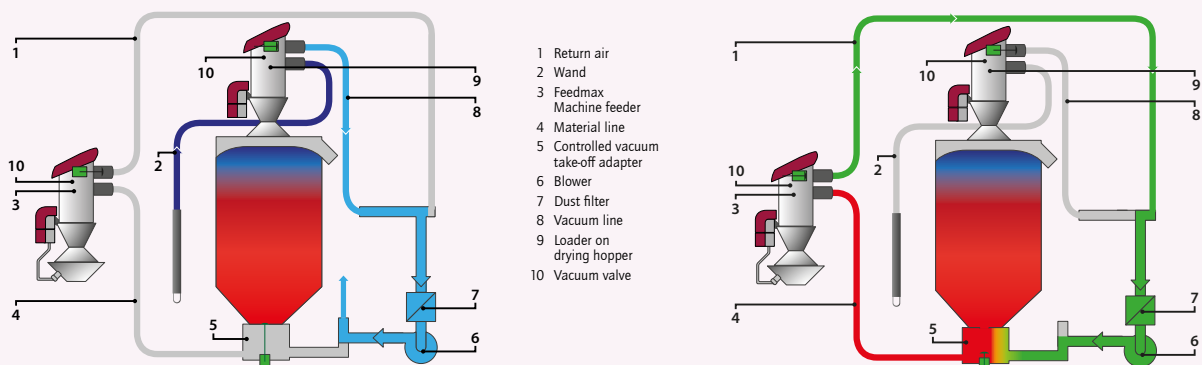 1
10
9
8
2
10
3
4
5
7
6
1 Return air
2 Wand
3 Feedmax
Machine feeder
4 Material line
5 Controlled vacuum
take-off adapter
6 Blower
7 Dust filter
8 Vacuum line
9 Loader on
drying hopper
10 Vacuum valve
1
10
9
8
2
10
3
4
5
7
6